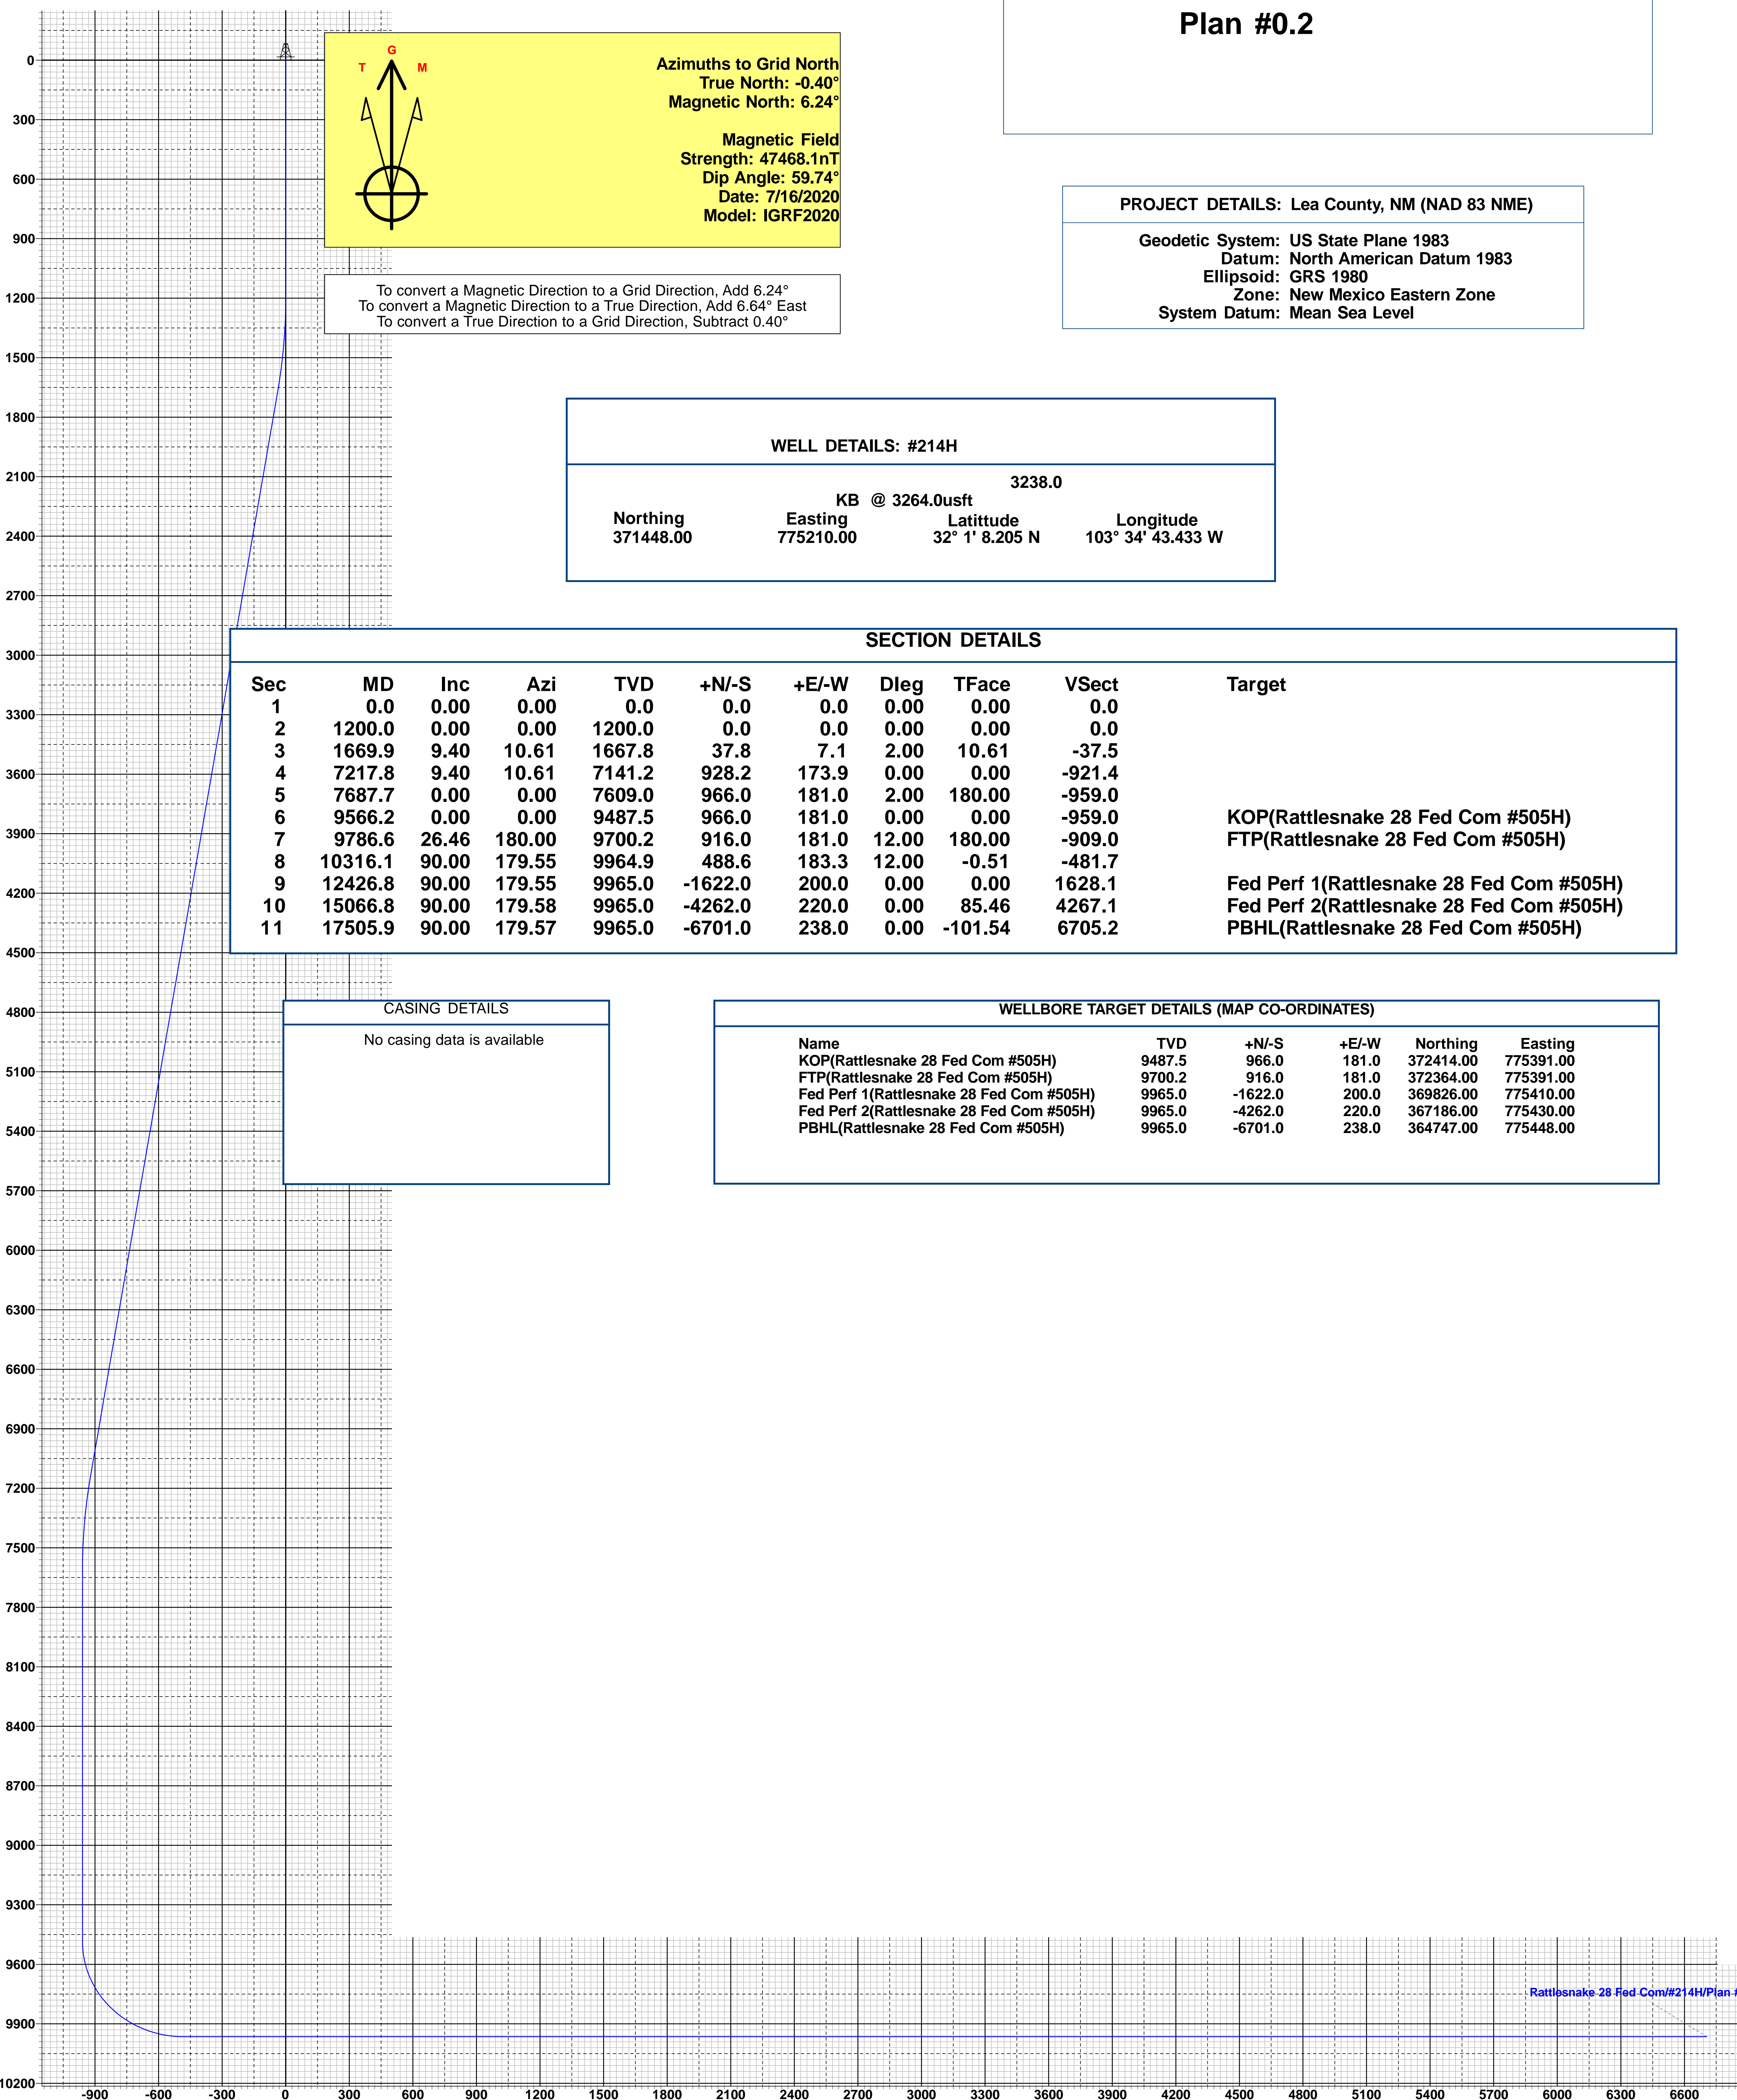 Plan #0.2
G
T M
Azimuths to Grid North
True North: -0.40°
Magnetic North: 6.24°
Magnetic Field
Strength: 47468.1nT
Dip Angle: 59.74°
Date: 7/16/2020
Model: IGRF2020
To convert a Magnetic Direction to a Grid Direction, Add 6.24°
To convert a Magnetic Direction to a True Direction, Add 6.64° East
To convert a True Direction to a Grid Direction, Subtract 0.40°
PROJECT DETAILS: Lea County, NM (NAD 83 NME)
Geodetic System: US State Plane 1983
Datum: North American Datum 1983
Ellipsoid: GRS 1980
Zone: New Mexico Eastern Zone
System Datum: Mean Sea Level
WELL DETAILS: #214H
3238.0
KB @ 3264.0usft
Northing Easting Latittude Longitude
371448.00 775210.00 32° 1' 8.205 N 103° 34' 43.433 W
SECTION DETAILS
Sec MD Inc Azi TVD +N/-S +E/-W Dleg TFace VSect Target
1 0.0 0.00 0.00 0.0 0.0 0.0 0.00 0.00 0.0
2 1200.0 0.00 0.00 1200.0 0.0 0.0 0.00 0.00 0.0
3 1669.9 9.40 10.61 1667.8 37.8 7.1 2.00 10.61 -37.5
4 7217.8 9.40 10.61 7141.2 928.2 173.9 0.00 0.00 -921.4
5 7687.7 0.00 0.00 7609.0 966.0 181.0 2.00 180.00 -959.0
6 9566.2 0.00 0.00 9487.5 966.0 181.0 0.00 0.00 -959.0 KOP(Rattlesnake 28 Fed Com #505H)
7 9786.6 26.46 180.00 9700.2 916.0 181.0 12.00 180.00 -909.0 FTP(Rattlesnake 28 Fed Com #505H)
8 10316.1 90.00 179.55 9964.9 488.6 183.3 12.00 -0.51 -481.7
9 12426.8 90.00 179.55 9965.0 -1622.0 200.0 0.00 0.00 1628.1 Fed Perf 1(Rattlesnake 28 Fed Com #505H)
10 15066.8 90.00 179.58 9965.0 -4262.0 220.0 0.00 85.46 4267.1 Fed Perf 2(Rattlesnake 28 Fed Com #505H)
11 17505.9 90.00 179.57 9965.0 -6701.0 238.0 0.00 -101.54 6705.2 PBHL(Rattlesnake 28 Fed Com #505H)
CASING DETAILS
No casing data is available
WELLBORE TARGET DETAILS (MAP CO-ORDINATES)
Name TVD +N/-S +E/-W Northing Easting
KOP(Rattlesnake 28 Fed Com #505H) 9487.5 966.0 181.0 372414.00 775391.00
FTP(Rattlesnake 28 Fed Com #505H) 9700.2 916.0 181.0 372364.00 775391.00
Fed Perf 1(Rattlesnake 28 Fed Com #505H) 9965.0 -1622.0 200.0 369826.00 775410.00
Fed Perf 2(Rattlesnake 28 Fed Com #505H) 9965.0 -4262.0 220.0 367186.00 775430.00
PBHL(Rattlesnake 28 Fed Com #505H) 9965.0 -6701.0 238.0 364747.00 775448.00
0
300
600
900
1200
1500
1800
2100
2400
2700
3000
3300
3600
3900
4200
4500
4800
5100
5400
5700
6000
6300
6600
6900
7200
7500
7800
8100
8400
8700
9000
9300
9600
9900
10200
Rattlesnake 28 Fed Com/#214H/Plan #
-900 -600 -300 0 300 600 900 1200 1500 1800 2100 2400 2700 3000 3300 3600 3900 4200 4500 4800 5100 5400 5700 6000 6300 6600